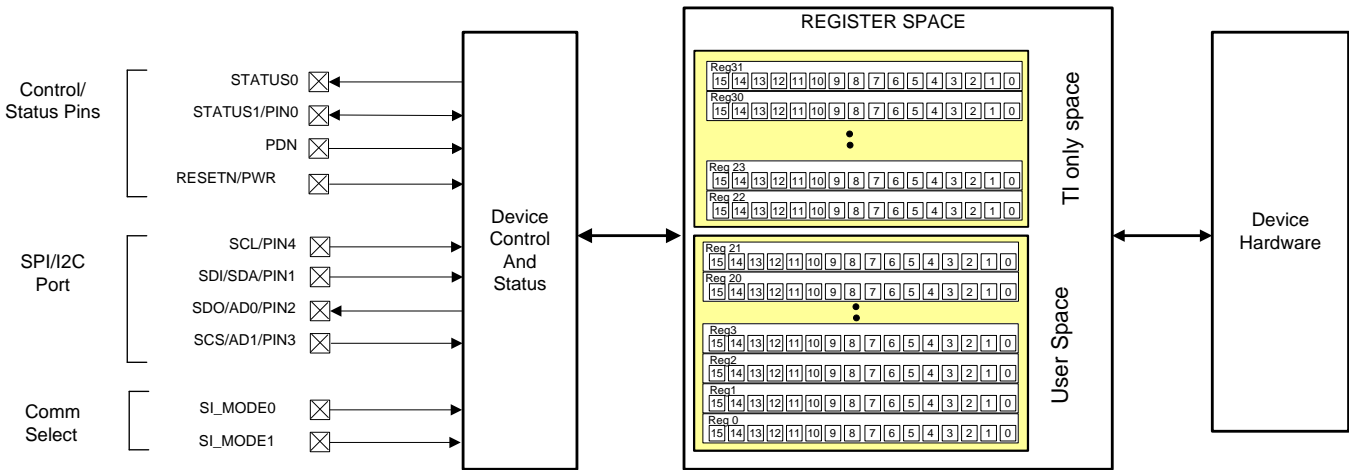 REGISTER SPACE
Control/
Status Pins
STATUS0
STATUS1/PIN0
PDN
RESETN/PWR
SPI/I2C
Port
SCL/PIN4
SDI/SDA/PIN1
SDO/AD0/PIN2
SCS/AD1/PIN3
Comm
Select
SI_MODE0
SI_MODE1
Device
Control
And
Status
Reg31
15 14 13 12 11 10 9 8 7 6 5 4 3 2 1 0
Reg30
15 14 13 12 11 10 9 8 7 6 5 4 3 2 1 0
Reg 23
15 14 13 12 11 10 9 8 7 6 5 4 3 2 1 0
Reg 22
15 14 13 12 11 10 9 8 7 6 5 4 3 2 1 0
TI only space
Reg 21
15 14 13 12 11 10 9 8 7 6 5 4 3 2 1 0
Reg 20
15 14 13 12 11 10 9 8 7 6 5 4 3 2 1 0
Reg3
15 14 13 12 11 10 9 8 7 6 5 4 3 2 1 0
Reg2
15 14 13 12 11 10 9 8 7 6 5 4 3 2 1 0
Reg1
15 14 13 12 11 10 9 8 7 6 5 4 3 2 1 0
Reg 0
15 14 13 12 11 10 9 8 7 6 5 4 3 2 1 0
User Space
Device
Hardware